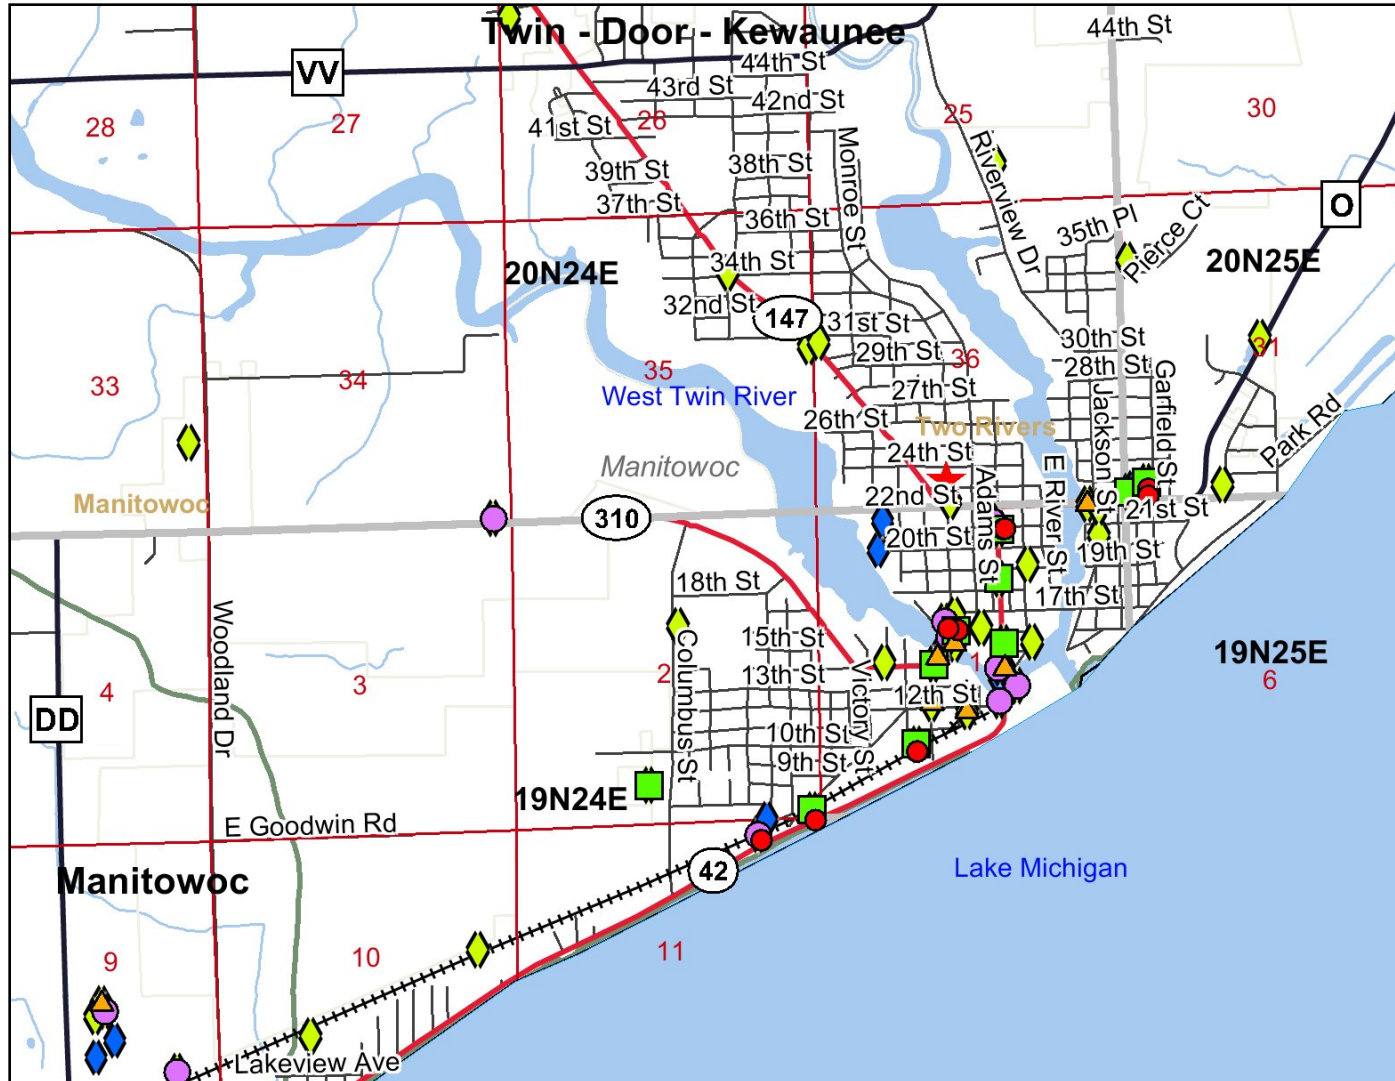 Twin - Door - Kewaunee
44th St
VV
44th St
43rd St
42nd St
28
27
26
25
30
41st St
Monroe St
Riverview Dr
39th St
38th St
37th St
36th St
35th Pl
Pierce Ct
O
20N24E
34th St
20N25E
32nd St
147
31st St
30th St
31
29th St
36
28th St
33
34
35
West Twin River
27th St
Jackson St
Garfield St
26th St
Two Rivers
Park Rd
24th St
Manitowoc
Adams St
E River St
Manitowoc
22nd St
310
21st St
20th St
19th St
18th St
17th St
Woodland Dr
Columbus St
15th St
Victory St
19N25E
4
3
2
13th St
1
6
12th St
DD
10th St
9th St
19N24E
E Goodwin Rd
Manitowoc
42
Lake Michigan
9
10
11
Lakeview Ave